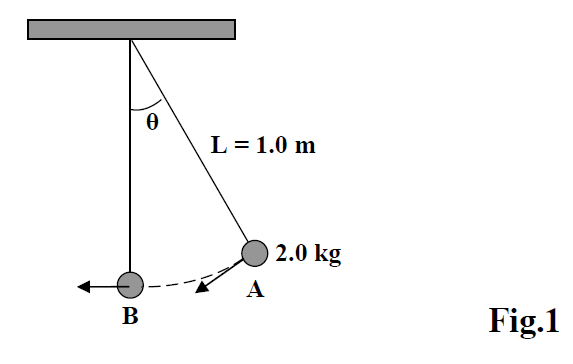 θ
L = 1.0 m
2.0 kg
A
B
Fig.1